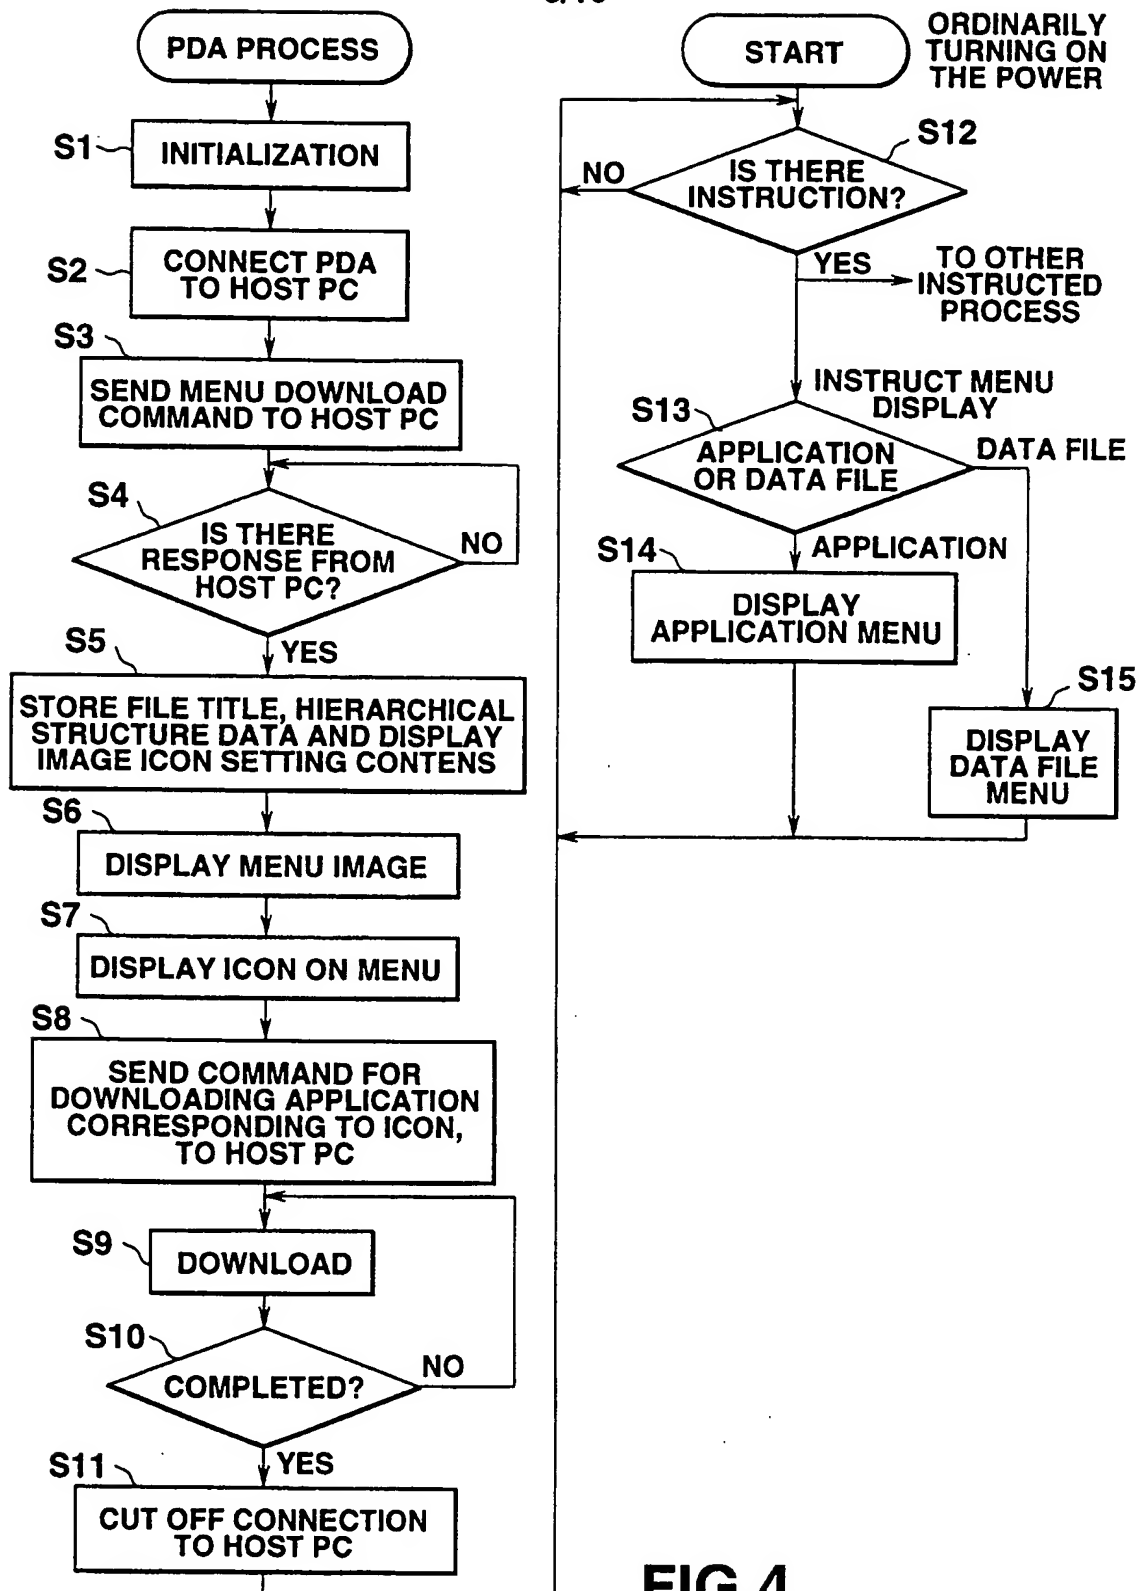 PDA PROCESS
S1
INITIALIZATION
S2
CONNECT PDA
TO HOST PC
S3
SEND MENU DOWNLOAD
COMMAND TO HOST PC
S4
IS THERE
RESPONSE FROM
HOST PC?
NO
YES
S5
STORE FILE TITLE, HIERARCHICAL
STRUCTURE DATA AND DISPLAY
IMAGE ICON SETTING CONTENS
S6
DISPLAY MENU IMAGE
S7
DISPLAY ICON ON MENU
S8
SEND COMMAND FOR
DOWNLOADING APPLICATION
CORRESPONDING TO ICON,
TO HOST PC
S9
DOWNLOAD
S10
COMPLETED?
NO
YES
S11
CUT OFF CONNECTION
TO HOST PC
START
ORDINARILY
TURNING ON
THE POWER
S12
IS THERE
INSTRUCTION?
NO
YES
TO OTHER
INSTRUCTED
PROCESS
INSTRUCT MENU
DISPLAY
S13
APPLICATION
OR DATA FILE
DATA FILE
APPLICATION
S14
DISPLAY
APPLICATION MENU
S15
DISPLAY
DATA FILE
MENU
FIG.4